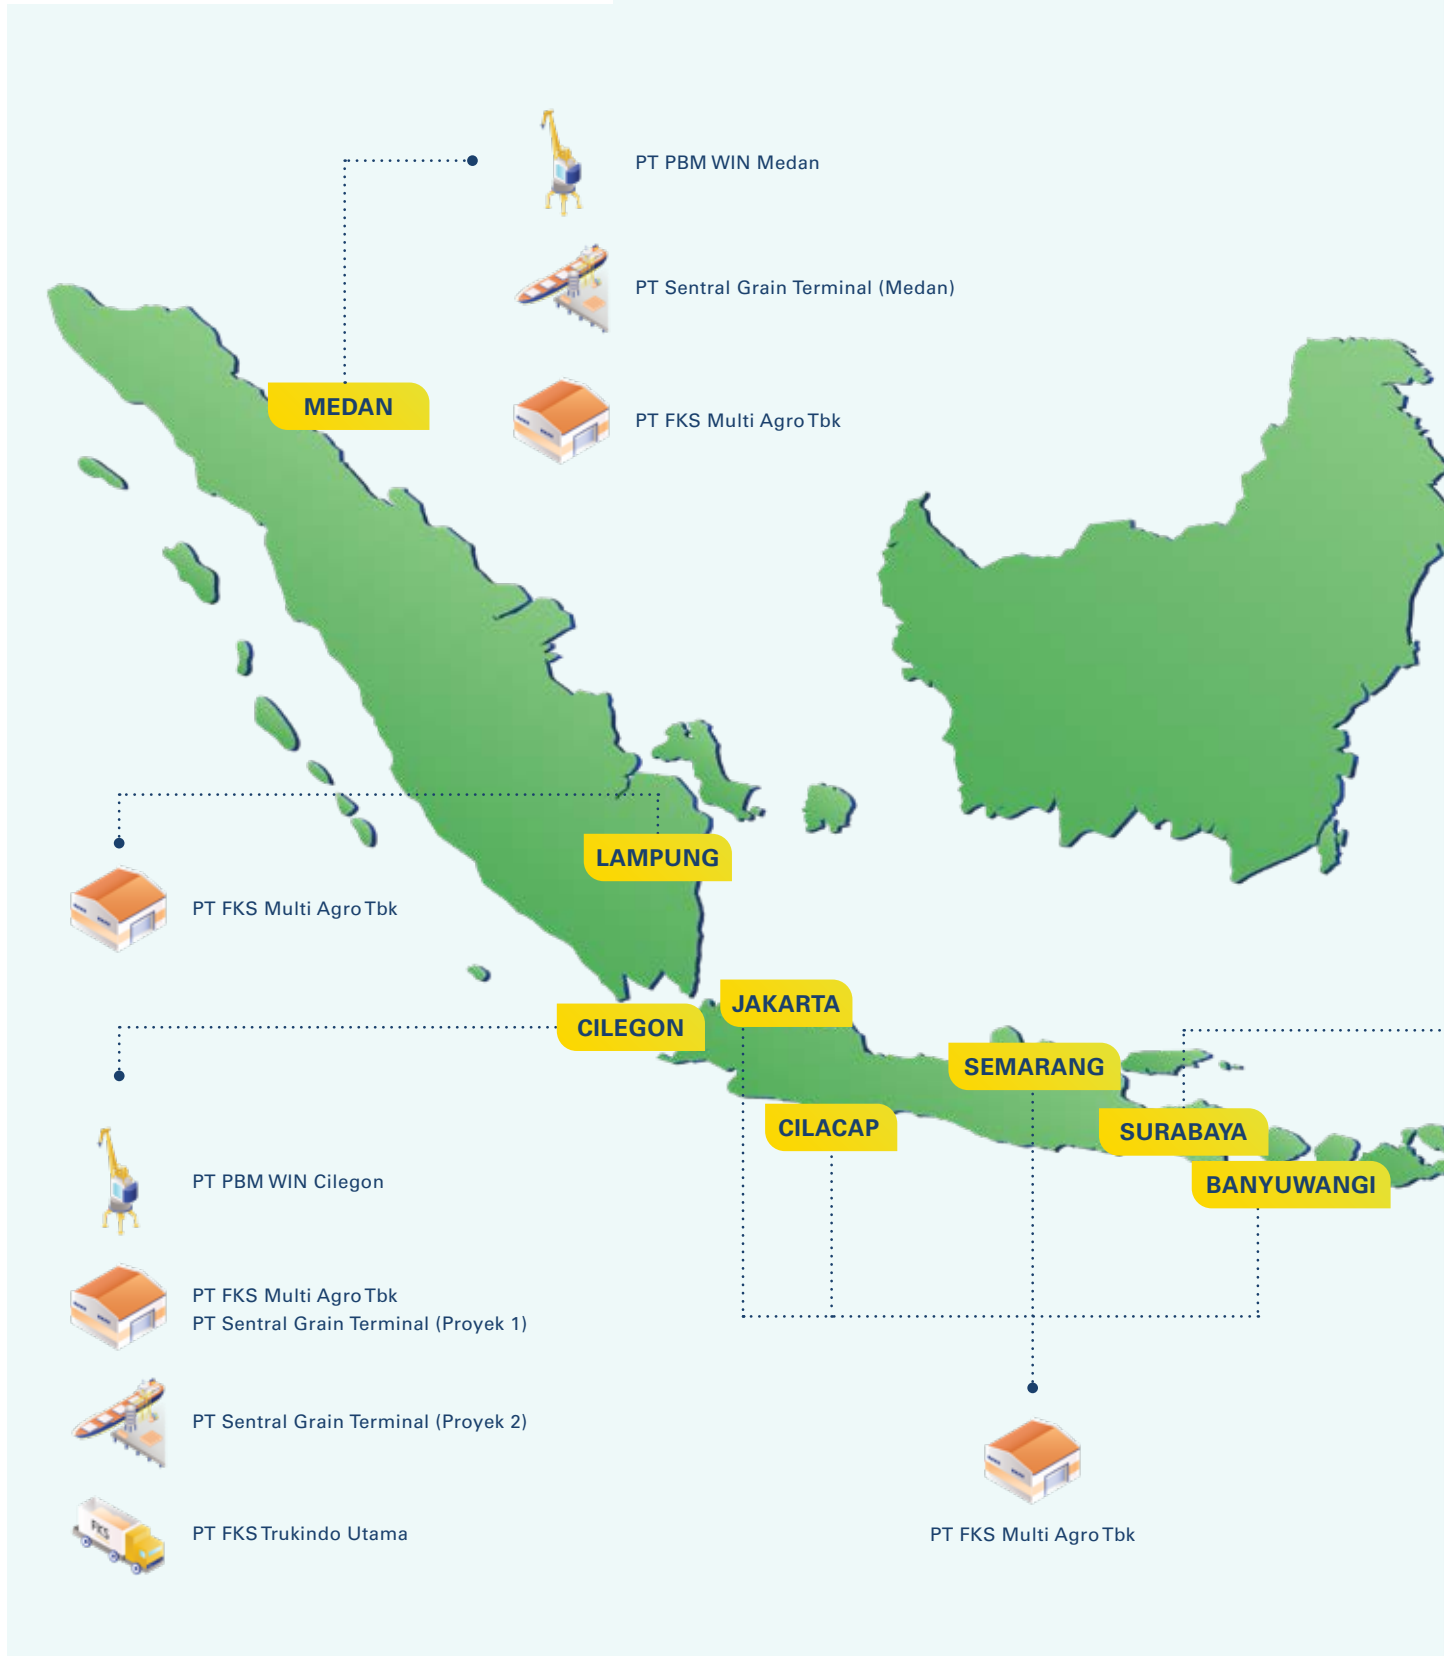 PT PBM WIN Medan
PT Sentral Grain Terminal (Medan)
MEDAN
PT FKS Multi Agro Tbk
LAMPUNG
PT FKS Multi Agro Tbk
JAKARTA
CILEGON
SEMARANG
CILACAP
SURABAYA
BANYUWANGI
PT PBM WIN Cilegon
PT FKS Multi Agro Tbk
PT Sentral Grain Terminal (Proyek 1)
PT Sentral Grain Terminal (Proyek 2)
FKS
PT FKS Trukindo Utama
PT FKS Multi Agro Tbk